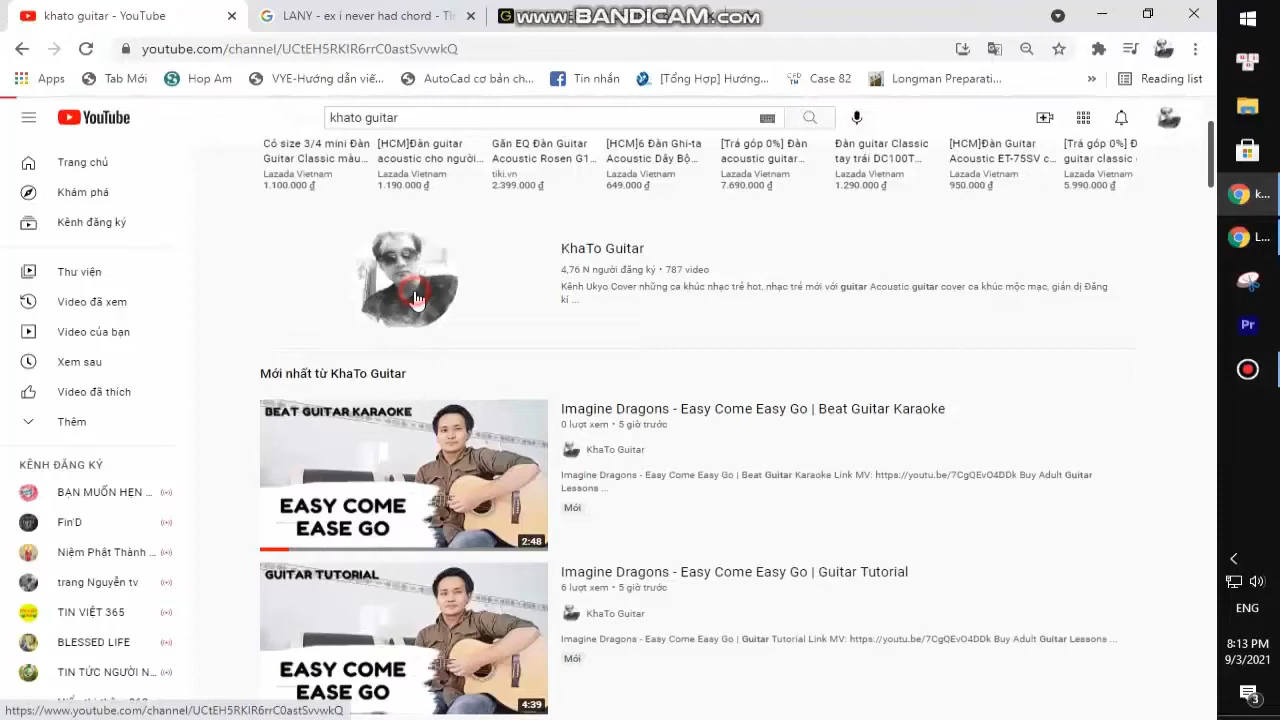 khato guitar - YouTube
LANY - ex i never had chord - Ti
www.BANDICAM.com
youtube.com/channel/UCtEH5RKIR6rrC0astSvvwkQ
Apps
Tab Mới
Hop Am
VYE-Hướng dẫn viế...
AutoCad cơ bản ch...
Tin nhắn
[Tổng Hợp] Hướng...
Case 82
Longman Preparati...
»
Reading list
YouTube
khato guitar
Có size 3/4 mini Đàn
Guitar Classic màu...
Lazada Vietnam
1.100.000 ₫
[HCM]Đàn guitar
acoustic cho người...
Lazada Vietnam
1.190.000 ₫
Gắn EQ Đàn Guitar
Acoustic Rosen G1...
tiki.vn
2.399.000 ₫
[HCM]6 Đàn Ghi-ta
Acoustic Dây Bộ...
Lazada Vietnam
649.000 ₫
[Trả góp 0%] Đàn
acoustic guitar...
Lazada Vietnam
7.690.000 ₫
Đàn guitar Classic
tay trái DC100T...
Lazada Vietnam
1.290.000 ₫
[HCM]Đàn Guitar
Acoustic ET-75SV c...
Lazada Vietnam
950.000 ₫
[Trả góp 0%] Đ
guitar classic
Lazada Vietnam
5.990.000 ₫
Trang chủ
Khám phá
Kênh đăng ký
Thư viện
Video đã xem
Video của bạn
Xem sau
Video đã thích
Thêm
KÊNH ĐĂNG KÝ
BẠN MUỐN HẸN ...
Fin'D
Niệm Phật Thành ...
trang Nguyễn tv
TIN VIỆT 365
BLESSED LIFE
TIN TỨC NGƯỜI N...
KhaTo Guitar
4,76 N người đăng ký • 787 video
Kênh Ukyo Cover những ca khúc nhạc trẻ hot, nhạc trẻ mới với guitar Acoustic guitar cover ca khúc mộc mạc, giản dị Đăng
kí ...
Mới nhất từ KhaTo Guitar
BEAT GUITAR KARAOKE
EASY COME
EASE GO
2:48
Imagine Dragons - Easy Come Easy Go | Beat Guitar Karaoke
0 lượt xem • 5 giờ trước
KhaTo Guitar
Imagine Dragons - Easy Come Easy Go | Beat Guitar Karaoke Link MV: https://youtu.be/7CgQEvO4DDk Buy Adult Guitar
Lessons ...
Mới
GUITAR TUTORIAL
EASY COME
EASE GO
4:39
Imagine Dragons - Easy Come Easy Go | Guitar Tutorial
6 lượt xem • 5 giờ trước
KhaTo Guitar
Imagine Dragons - Easy Come Easy Go | Guitar Tutorial Link MV: https://youtu.be/7CgQEvO4DDk Buy Adult Guitar Lessons ...
Mới
https://www.youtube.com/channel/UCtEH5RKIR6rrC0astSvvwkQ
k...
L...
Pr
ENG
8:13 PM
9/3/2021
3